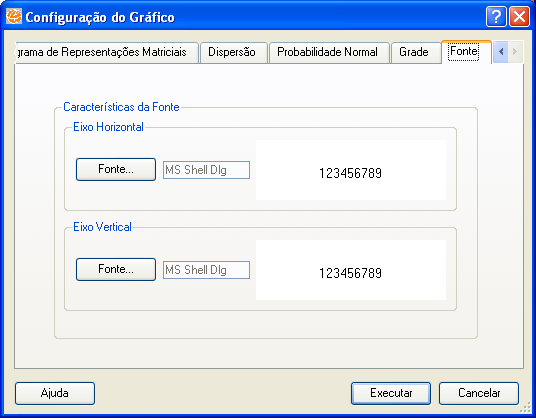 Configuração do Gráfico
grama de Representações Matriciais Dispersão Probabilidade Normal Grade Fonte
Características da Fonte
Eixo Horizontal
Fonte... MS Shell Dlg 123456789
Eixo Vertical
Fonte... MS Shell Dlg 123456789
Ajuda Executar Cancelar